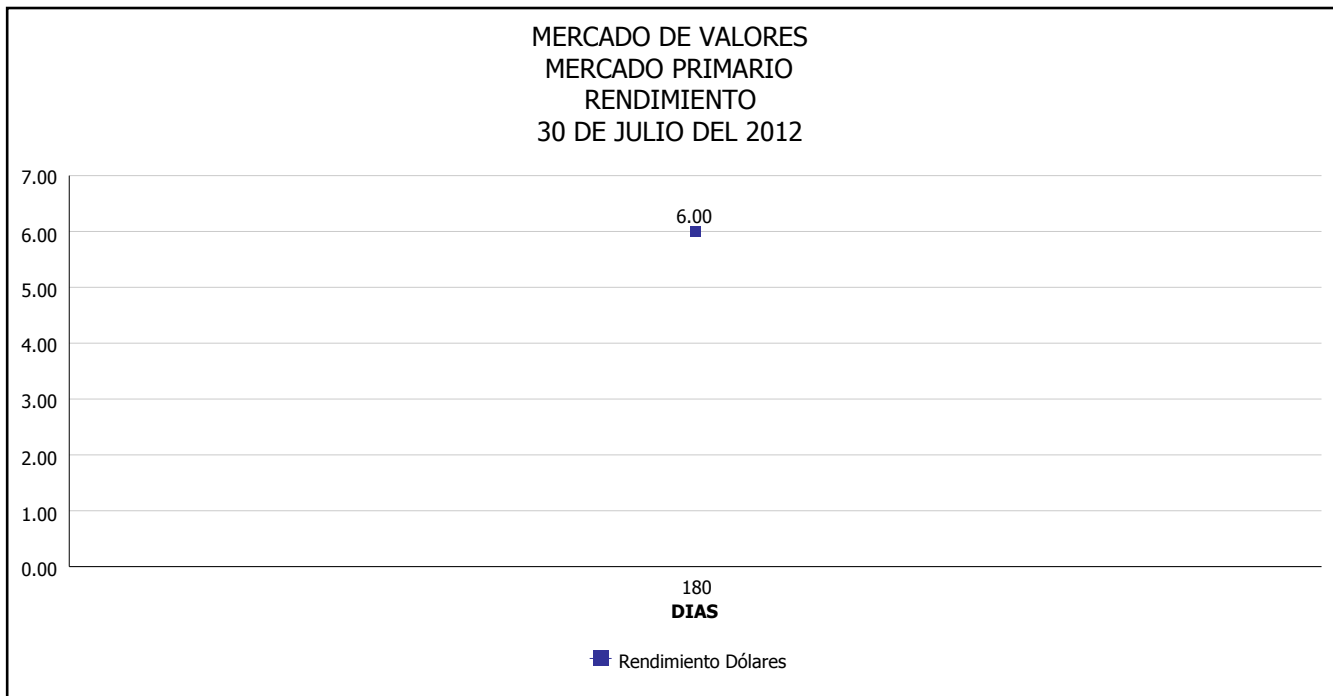 MERCADO DE VALORES
MERCADO PRIMARIO
RENDIMIENTO
30 DE JULIO DEL 2012
7.00
6.00
6.00
5.00
4.00
3.00
2.00
1.00
0.00
180
DIAS
Rendimiento Dólares